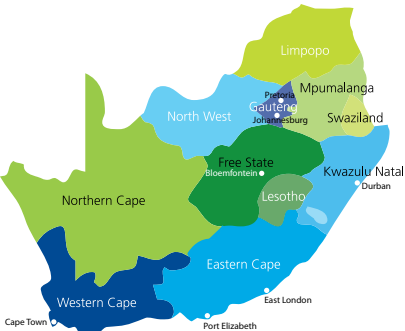 Limpopo
Mpumalanga
Pretoria
Gauteng
North West
Johannesburg
Swaziland
Free State
Bloemfontein
Kwazulu Natal
Durban
Lesotho
Northern Cape
Eastern Cape
Western Cape
East London
Cape Town
Port Elizabeth